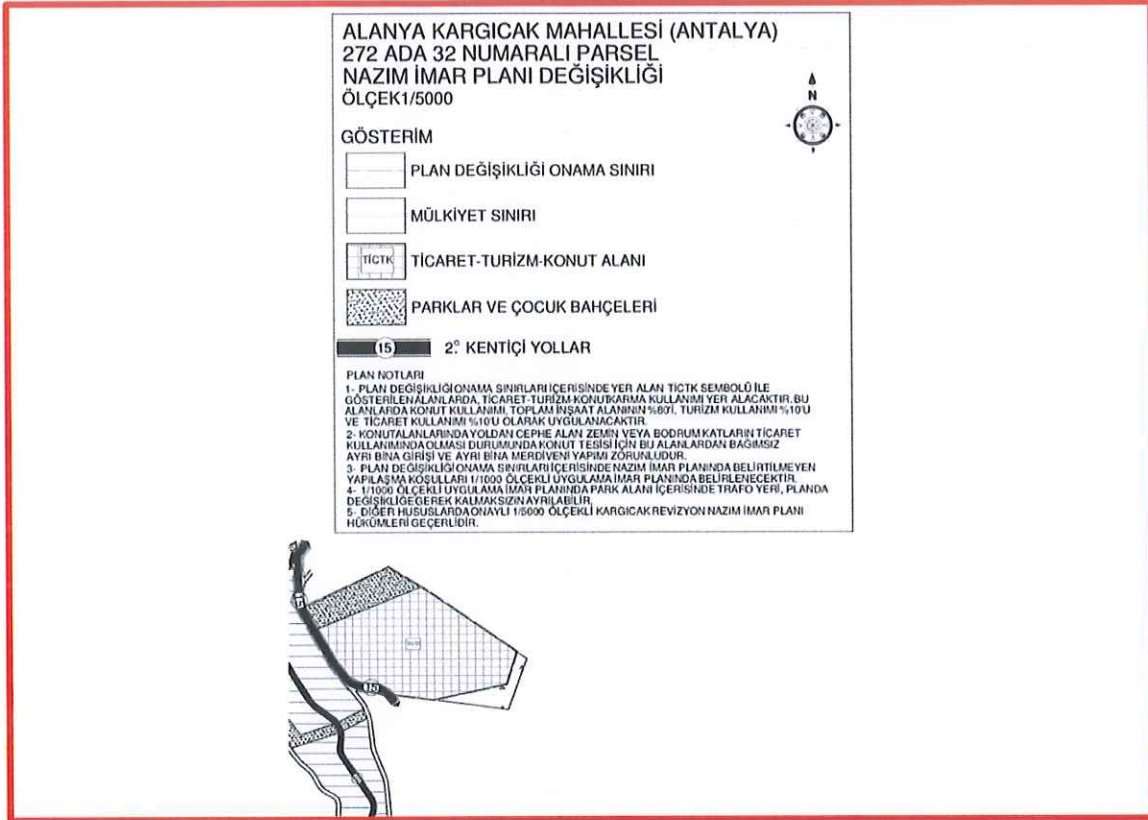 ALANYA KARGICAK MAHALLESİ (ANTALYA)
272 ADA 32 NUMARALI PARSEL
NAZIM İMAR PLANI DEĞİŞİKLİĞİ
ÖLÇEK1/5000
N
GÖSTERİM
PLAN DEĞİŞİKLİĞİ ONAMA SINIRI
MÜLKİYET SINIRI
TİCTK TİCARET-TURİZM-KONUT ALANI
PARKLAR VE ÇOCUK BAHÇELERİ
15 2.° KENTİÇİ YOLLAR
PLAN NOTLARI
1- PLAN DEĞİŞİKLİĞİ ONAMA SINIRLARI İÇERİSİNDE YER ALAN TİCTK SEMBOLÜ İLE
GÖSTERİLEN ALANLARDA, TİCARET-TURİZM-KONUT KARMA KULLANIMI YER ALACAKTIR. BU
ALANLARDA KONUT KULLANIMI, TOPLAM İNŞAAT ALANININ %80'İ, TURİZM KULLANIMI %10'U
VE TİCARET KULLANIMI %10'U OLARAK UYGULANACAKTIR.
2- KONUT ALANLARINDA YOLDAN CEPHE ALAN ZEMİN VEYA BODRUM KATLARIN TİCARET
KULLANIMINDA OLMASI DURUMUNDA KONUT TESİSİ İÇİN BU ALANLARDAN BAĞIMSIZ
AYRI BİNA GİRİŞİ VE AYRI BİNA MERDİVENİ YAPIMI ZORUNLUDUR.
3- PLAN DEĞİŞİKLİĞİ ONAMA SINIRLARI İÇERİSİNDE NAZIM İMAR PLANINDA BELİRTİLMEYEN
YAPILAŞMA KOŞULLARI 1/1000 ÖLÇEKLİ UYGULAMA İMAR PLANINDA BELİRLENECEKTİR.
4- 1/1000 ÖLÇEKLİ UYGULAMA İMAR PLANINDA PARK ALANI İÇERİSİNDE TRAFO YERİ, PLANDA
DEĞİŞİKLİĞE GEREK KALMAKSIZIN AYRILABİLİR.
5- DİĞER HUSUSLARDA ONAYLI 1/5000 ÖLÇEKLİ KARGICAK REVİZYON NAZIM İMAR PLANI
HÜKÜMLERİ GEÇERLİDİR.
15